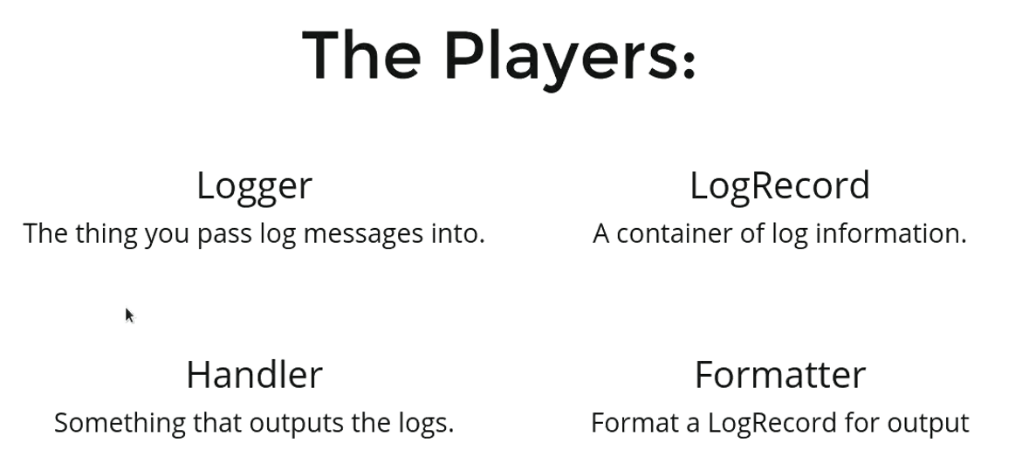 The Players:
Logger
The thing you pass log messages into.
LogRecord
A container of log information.
Handler
Something that outputs the logs.
Formatter
Format a LogRecord for output